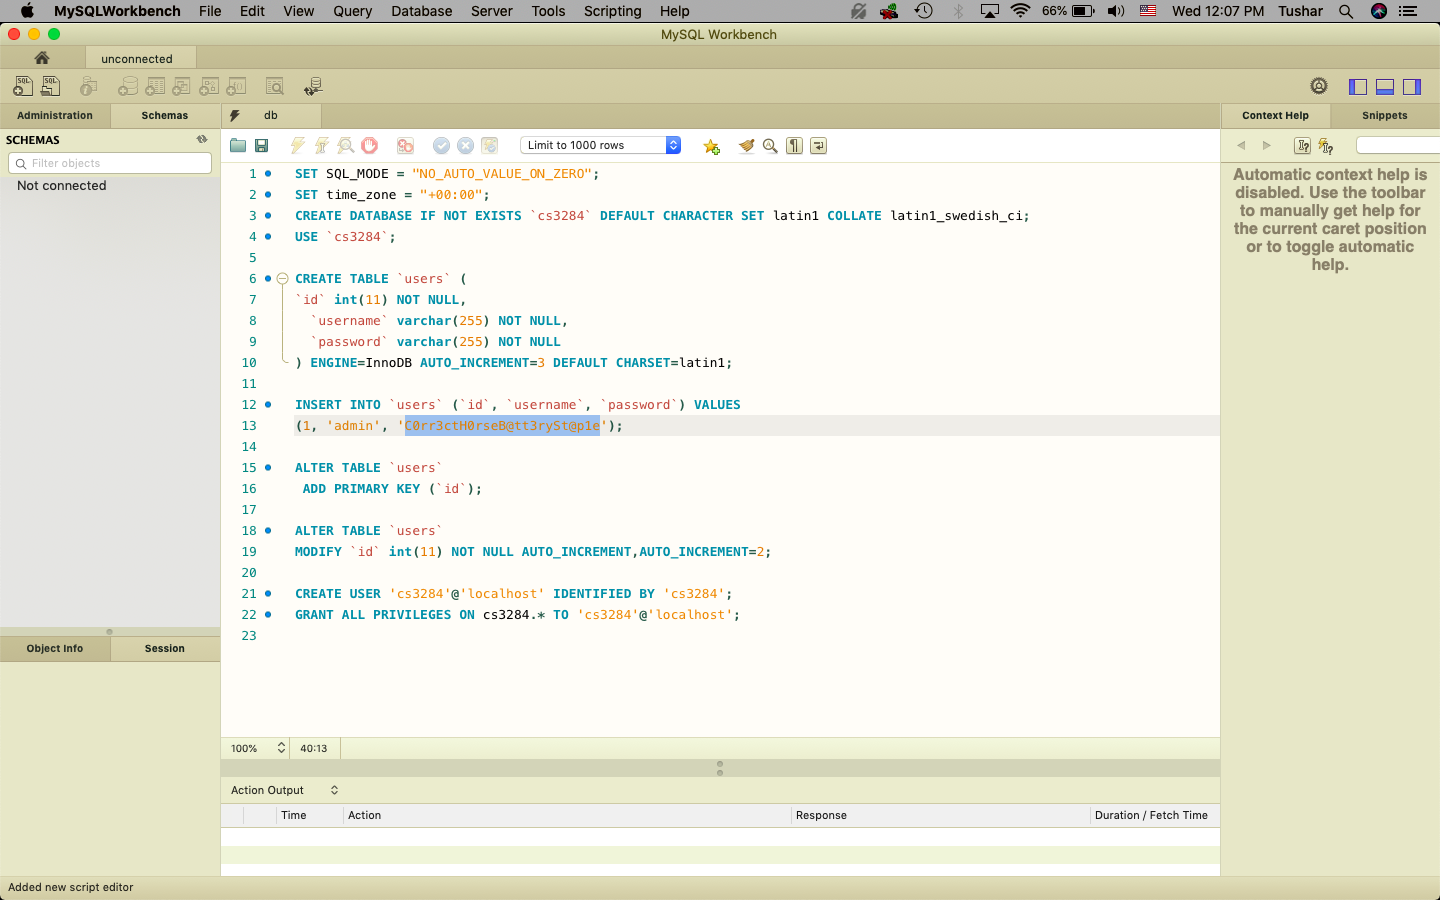 MySQLWorkbench File Edit View Query Database Server Tools Scripting Help 66% Wed 12:07 PM Tushar
MySQL Workbench
unconnected
Administration Schemas db Context Help Snippets
SCHEMAS
Filter objects
Not connected
Limit to 1000 rows
Automatic context help is
disabled. Use the toolbar
to manually get help for
the current caret position
or to toggle automatic
help.
1 SET SQL_MODE = "NO_AUTO_VALUE_ON_ZERO";
2 SET time_zone = "+00:00";
3 CREATE DATABASE IF NOT EXISTS `cs3284` DEFAULT CHARACTER SET latin1 COLLATE latin1_swedish_ci;
4 USE `cs3284`;
5
6 CREATE TABLE `users` (
7 `id` int(11) NOT NULL,
8 `username` varchar(255) NOT NULL,
9 `password` varchar(255) NOT NULL
10 ) ENGINE=InnoDB AUTO_INCREMENT=3 DEFAULT CHARSET=latin1;
11
12 INSERT INTO `users` (`id`, `username`, `password`) VALUES
13 (1, 'admin', 'C0rr3ctH0rseB@tt3rySt@p1e');
14
15 ALTER TABLE `users`
16 ADD PRIMARY KEY (`id`);
17
18 ALTER TABLE `users`
19 MODIFY `id` int(11) NOT NULL AUTO_INCREMENT,AUTO_INCREMENT=2;
20
21 CREATE USER 'cs3284'@'localhost' IDENTIFIED BY 'cs3284';
22 GRANT ALL PRIVILEGES ON cs3284.* TO 'cs3284'@'localhost';
23
Object Info Session
100% 40:13
Action Output
Time Action Response Duration / Fetch Time
Added new script editor